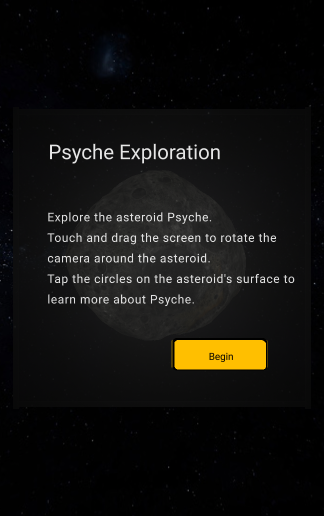 Psyche Exploration
Explore the asteroid Psyche.
Touch and drag the screen to rotate the
camera around the asteroid.
Tap the circles on the asteroid's surface to
learn more about Psyche.
Begin